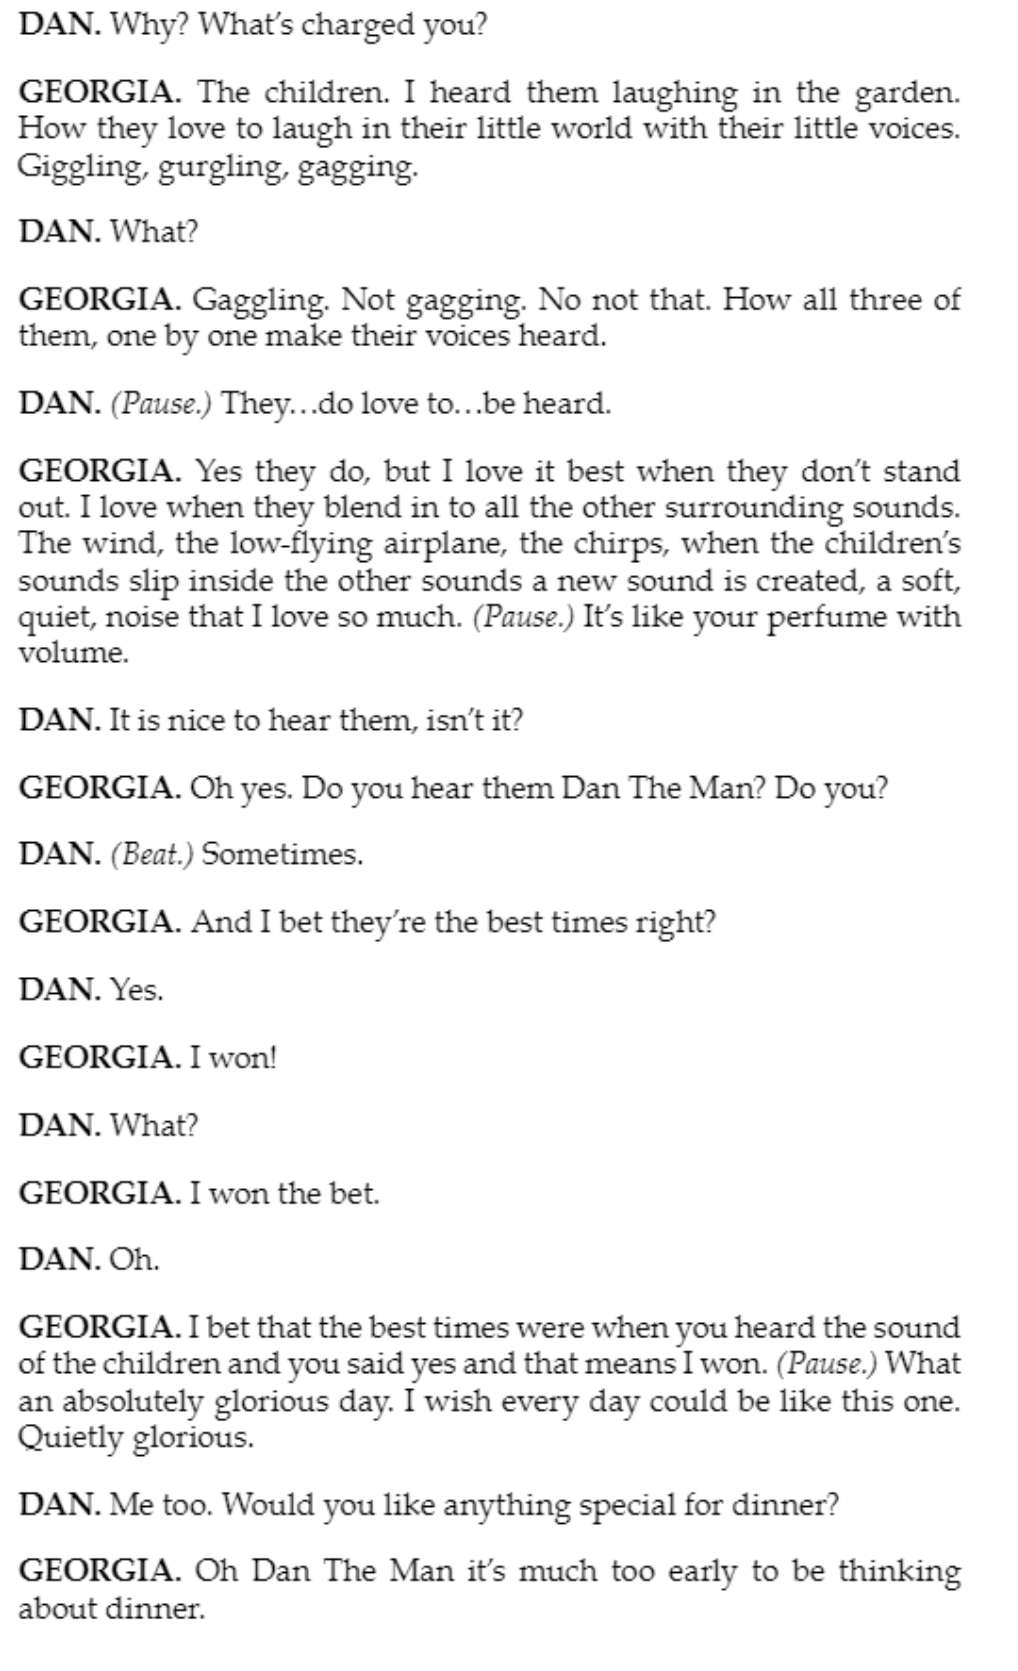 DAN. Why? What's charged you?
GEORGIA. The children. I heard them laughing in the garden.
How they love to laugh in their little world with their little voices.
Giggling, gurgling, gagging.
DAN. What?
GEORGIA. Gaggling. Not gagging. No not that. How all three of
them, one by one make their voices heard.
DAN. (Pause.) They…do love to…be heard.
GEORGIA. Yes they do, but I love it best when they don't stand
out. I love when they blend in to all the other surrounding sounds.
The wind, the low-flying airplane, the chirps, when the children's
sounds slip inside the other sounds a new sound is created, a soft,
quiet, noise that I love so much. (Pause.) It's like your perfume with
volume.
DAN. It is nice to hear them, isn't it?
GEORGIA. Oh yes. Do you hear them Dan The Man? Do you?
DAN. (Beat.) Sometimes.
GEORGIA. And I bet they're the best times right?
DAN. Yes.
GEORGIA. I won!
DAN. What?
GEORGIA. I won the bet.
DAN. Oh.
GEORGIA. I bet that the best times were when you heard the sound
of the children and you said yes and that means I won. (Pause.) What
an absolutely glorious day. I wish every day could be like this one.
Quietly glorious.
DAN. Me too. Would you like anything special for dinner?
GEORGIA. Oh Dan The Man it's much too early to be thinking
about dinner.